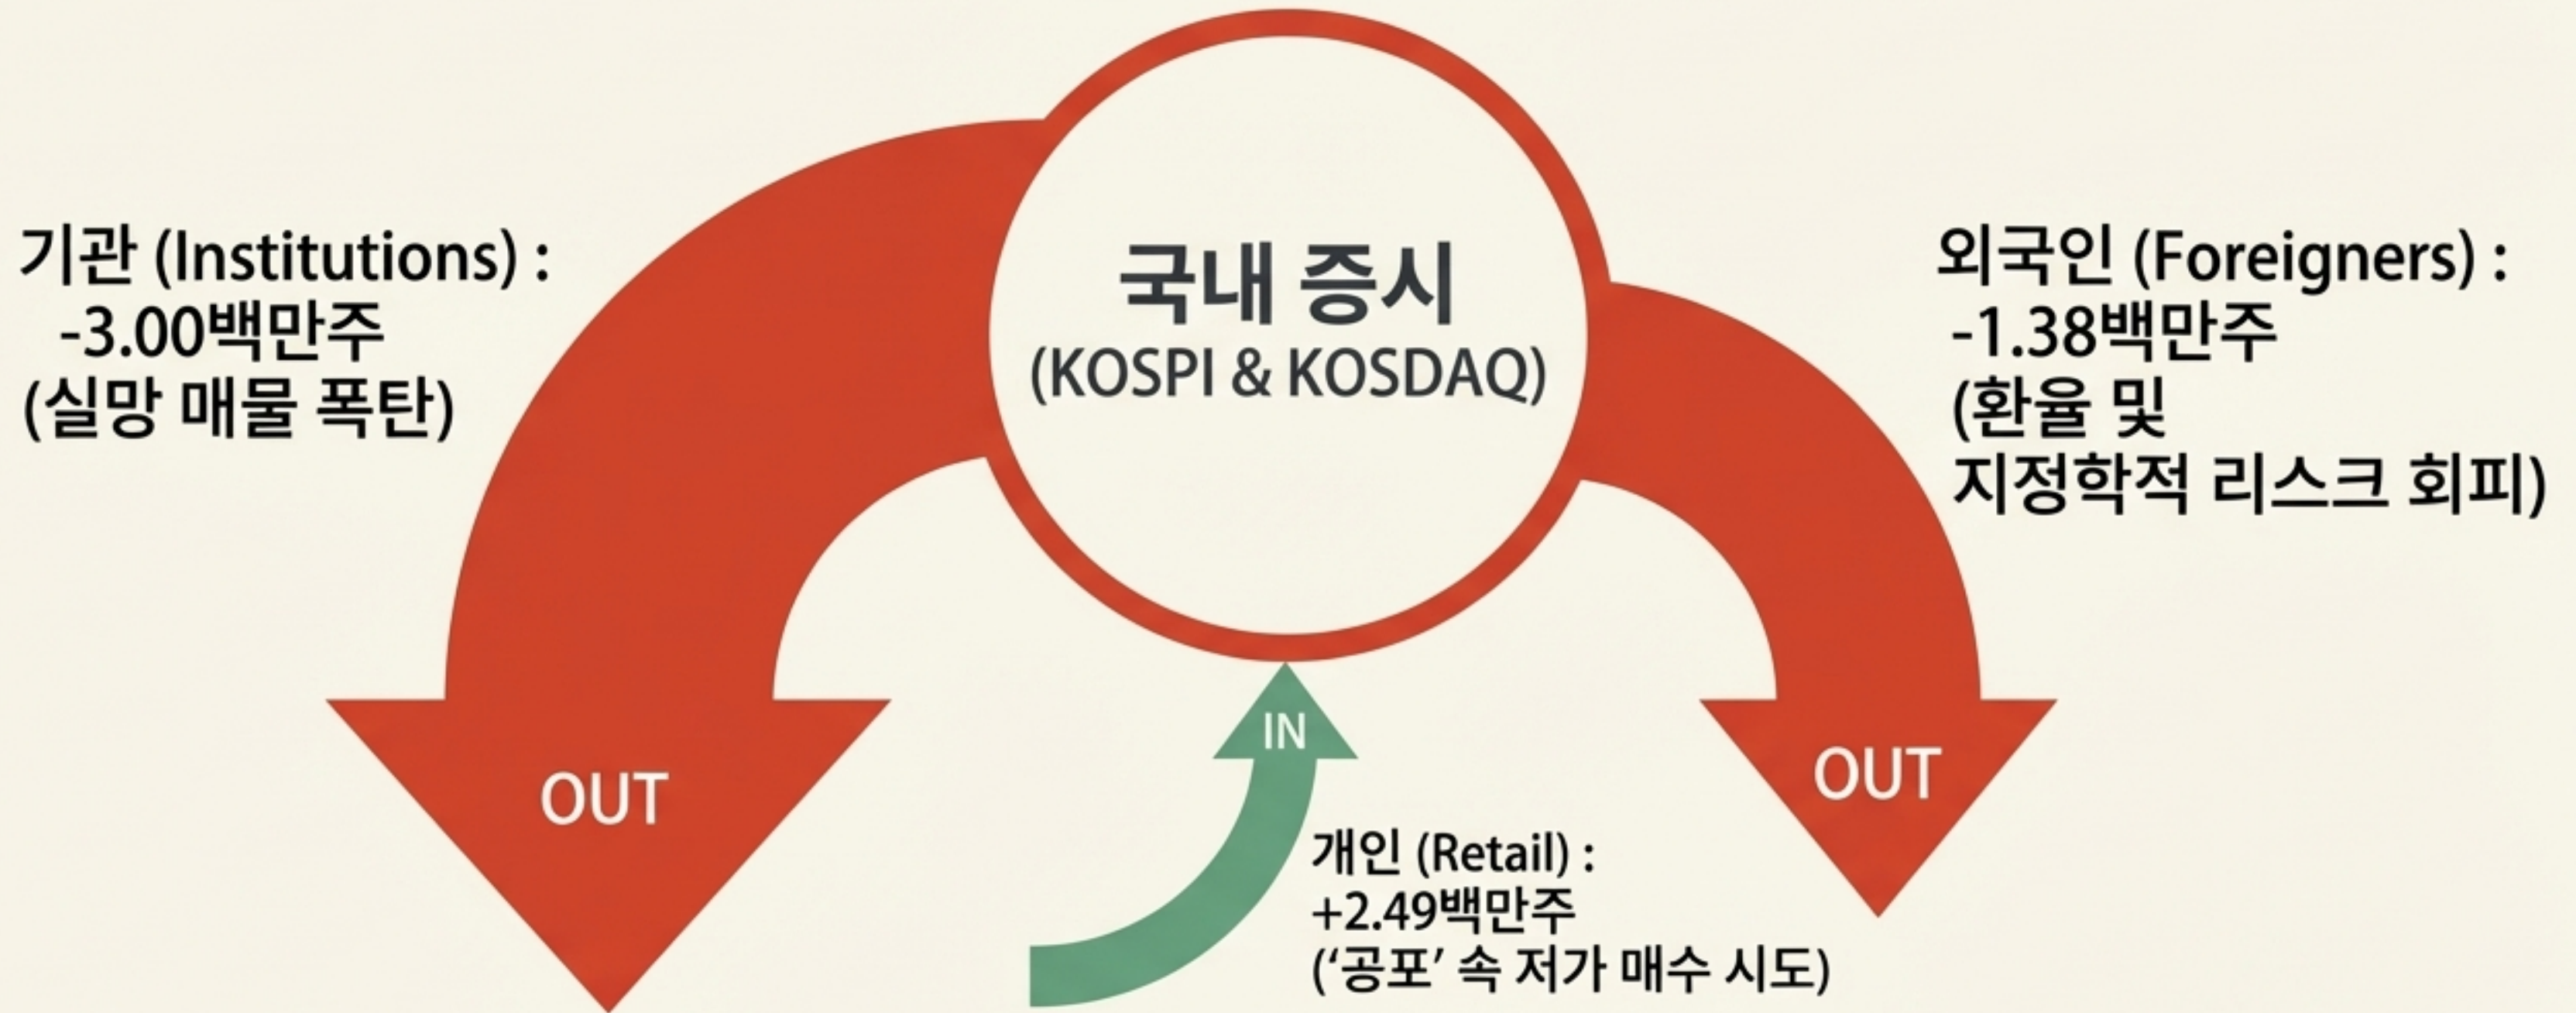 국내 증시
(KOSPI & KOSDAQ)
기관 (Institutions) :
-3.00백만주
(실망 매물 폭탄)
외국인 (Foreigners) :
-1.38백만주
(환율 및
지정학적 리스크 회피)
OUT
IN
OUT
개인 (Retail) :
+2.49백만주
(‘공포’ 속 저가 매수 시도)